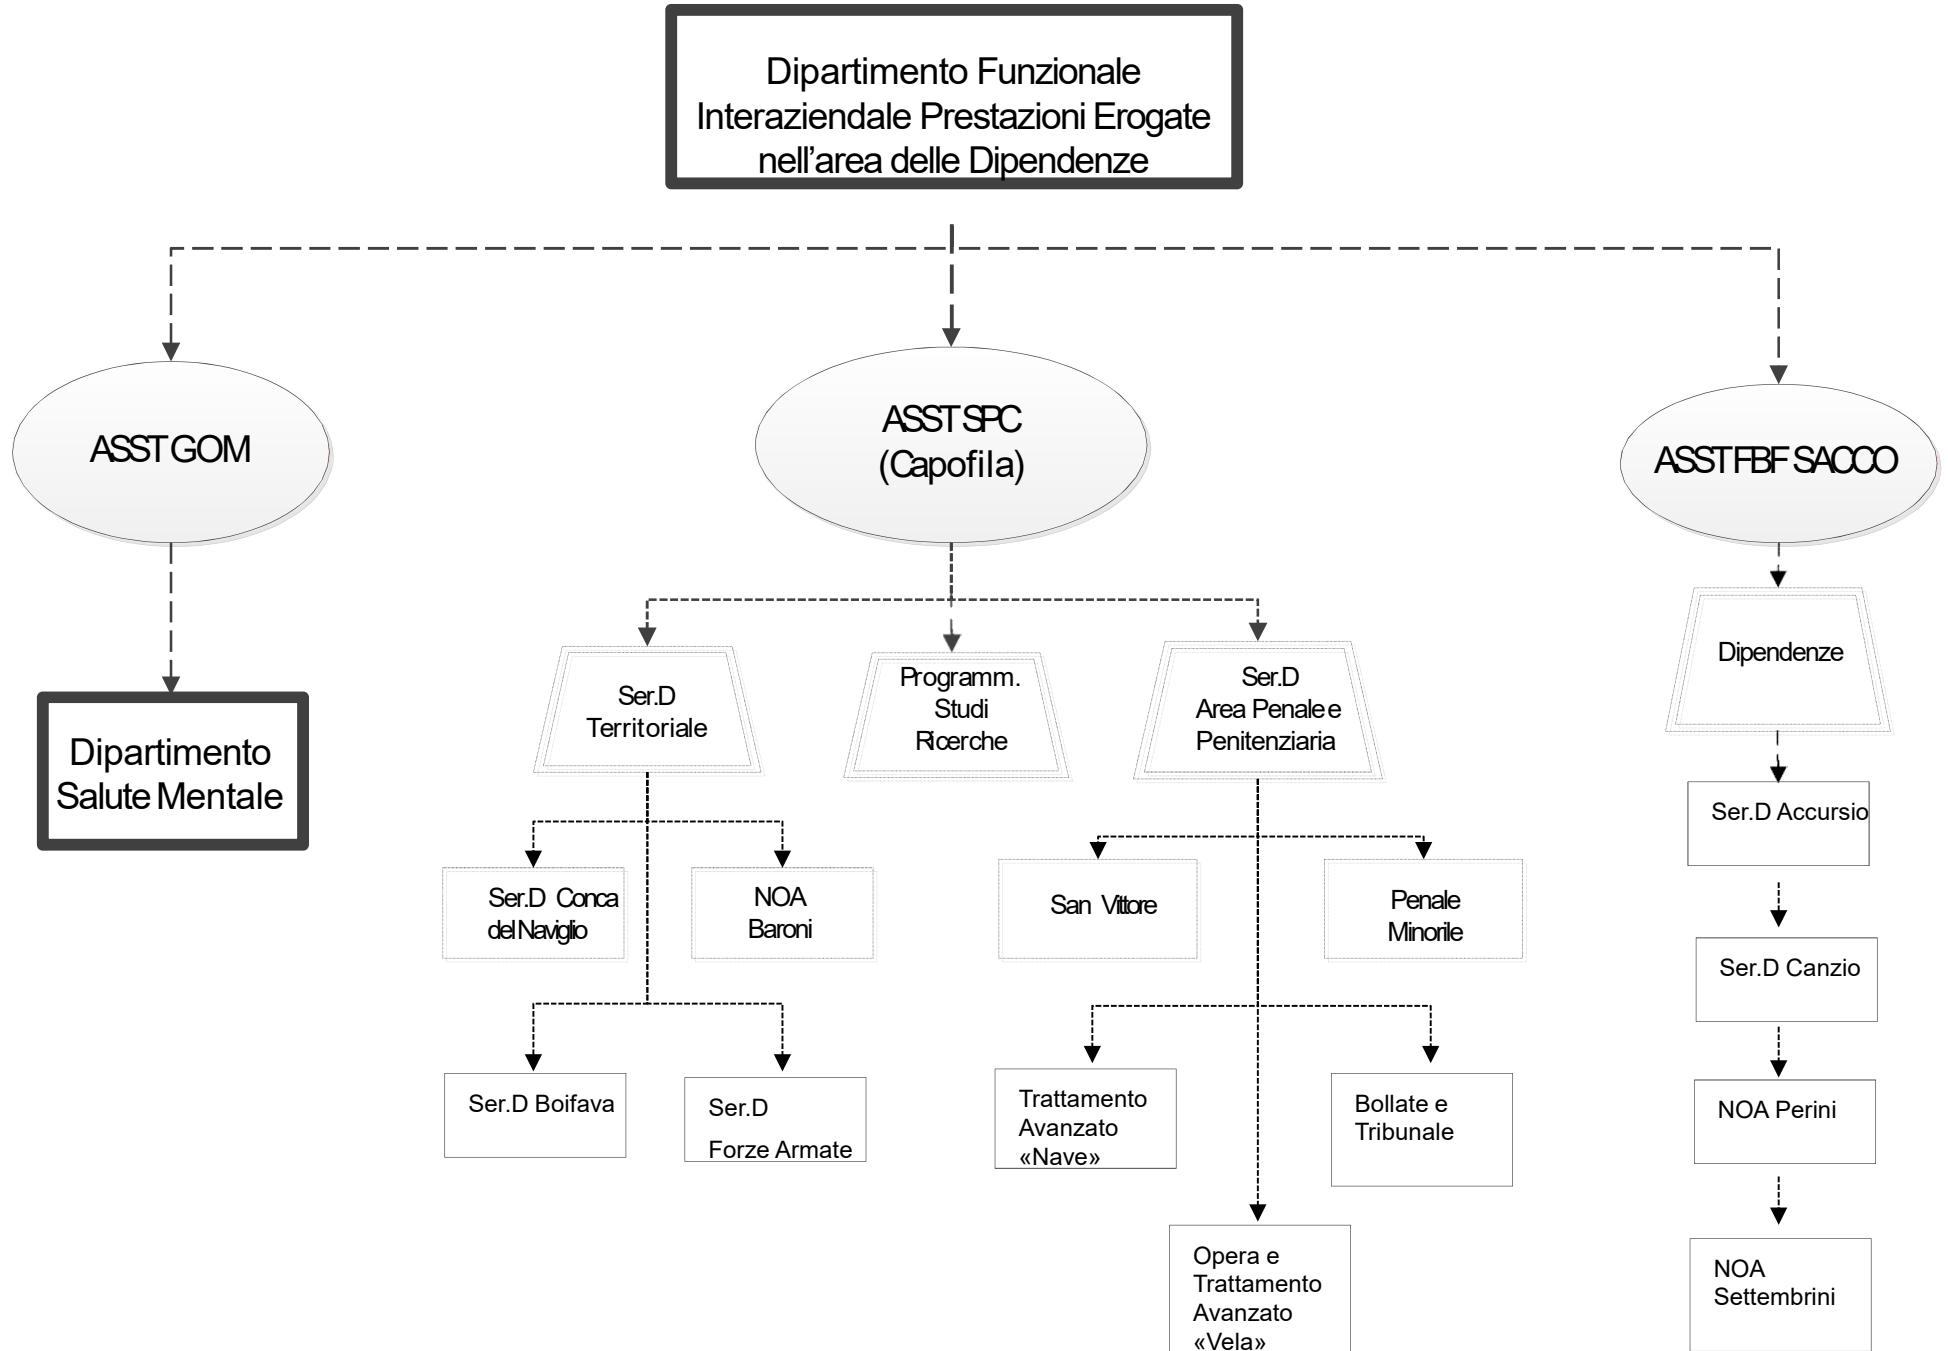 Dipartimento Funzionale
Interaziendale Prestazioni Erogate
nell’area delle Dipendenze
ASST GOM
ASST SPC
(Capofila)
ASST FBF SACCO
Dipartimento
Salute Mentale
Ser.D
Territoriale
Programm.
Studi
Ricerche
Ser.D
Area Penale e
Penitenziaria
Dipendenze
Ser.D Conca
del Naviglio
NOA
Baroni
San Vittore
Penale
Minorile
Ser.D Accursio
Ser.D Canzio
Ser.D Boifava
Ser.D
Forze Armate
Trattamento
Avanzato
«Nave»
Bollate e
Tribunale
NOA Perini
Opera e
Trattamento
Avanzato
«Vela»
NOA
Settembrini